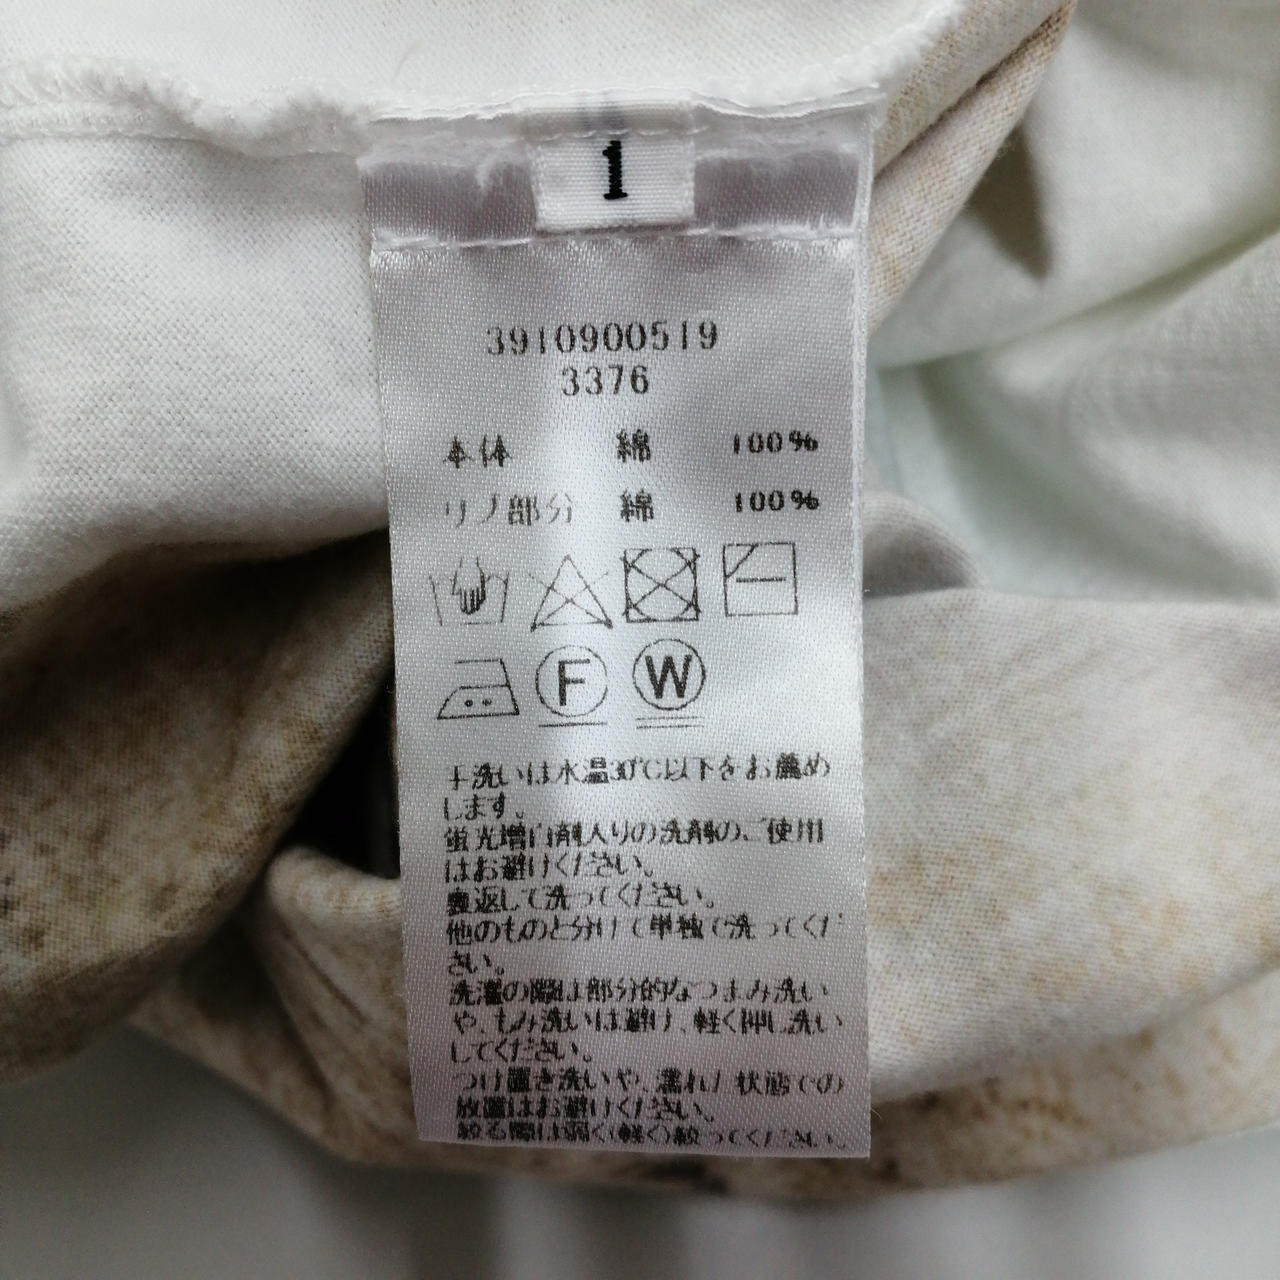 1
3910900519
3376
本体 綿 100%
リブ部分 綿 100%
F W
手洗いは水温30℃以下をお薦め
します。
蛍光増白剤入りの洗剤の、ご使用
はお避けください。
裏返して洗ってください。
他のものと分けて単独で洗ってくだ
さい。
洗濯の際は部分的なつまみ洗い
や、もみ洗いは避け、軽く押し洗い
してください。
つけ置き洗いや、濡れた状態での
放置はお避けください。
絞る際は弱く(軽く)絞ってください。